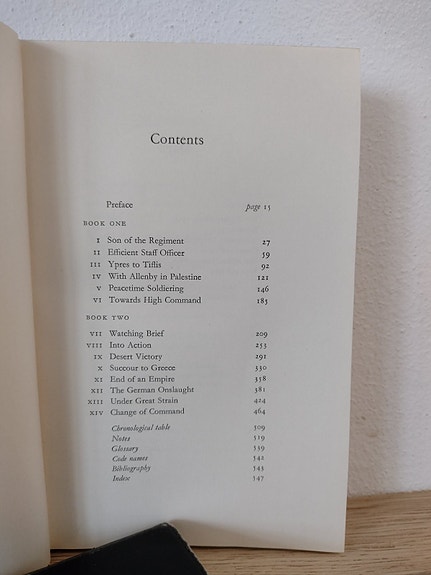 Contents
Preface page 13
BOOK ONE
I Son of the Regiment 27
II Efficient Staff Officer 59
III Ypres to Tiflis 92
IV With Allenby in Palestine 121
V Peacetime Soldiering 146
VI Towards High Command 183
BOOK TWO
VII Watching Brief 209
VIII Into Action 253
IX Desert Victory 291
X Succour to Greece 330
XI End of an Empire 358
XII The German Onslaught 381
XIII Under Great Strain 424
XIV Change of Command 464
Chronological table 509
Notes 519
Glossary 539
Code names 542
Bibliography 543
Index 547